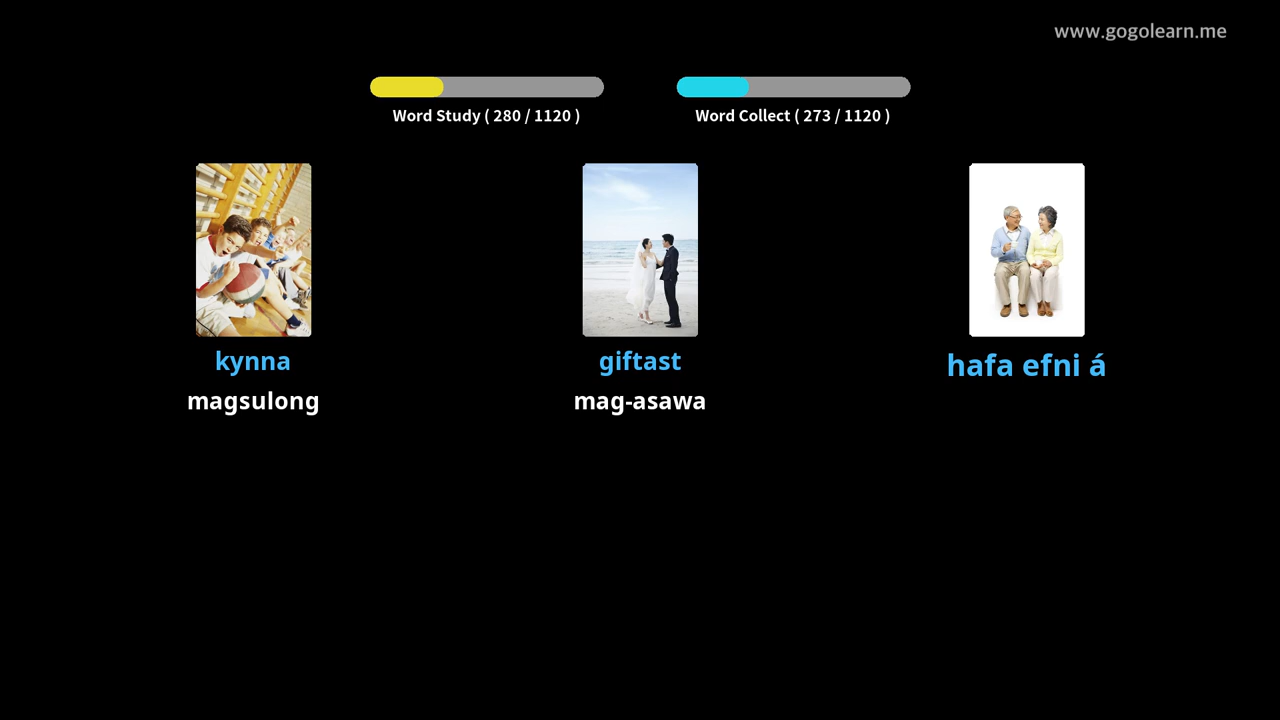 www.gogolearn.me
Word Study ( 280 / 1120 )
Word Collect ( 273 / 1120 )
kynna
magsulong
giftast
mag-asawa
hafa efni á